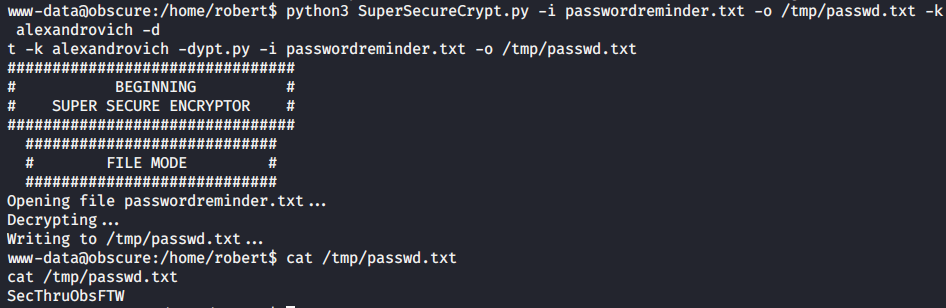 www-data@obscure:/home/robert$ python3 SuperSecureCrypt.py -i passwordreminder.txt -o /tmp/passwd.txt -k
 alexandrovich -d
t -k alexandrovich -dypt.py -i passwordreminder.txt -o /tmp/passwd.txt
################################
#           BEGINNING          #
#    SUPER SECURE ENCRYPTOR    #
################################
  ############################
  #        FILE MODE         #
  ############################
Opening file passwordreminder.txt...
Decrypting...
Writing to /tmp/passwd.txt...
www-data@obscure:/home/robert$ cat /tmp/passwd.txt
cat /tmp/passwd.txt
SecThruObsFTW